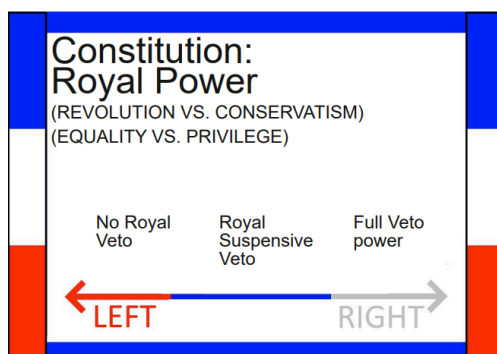 Constitution:
Royal Power
(REVOLUTION VS. CONSERVATISM)
(EQUALITY VS. PRIVILEGE)
No Royal
Veto
Royal
Suspensive
Veto
Full Veto
power
LEFT
RIGHT